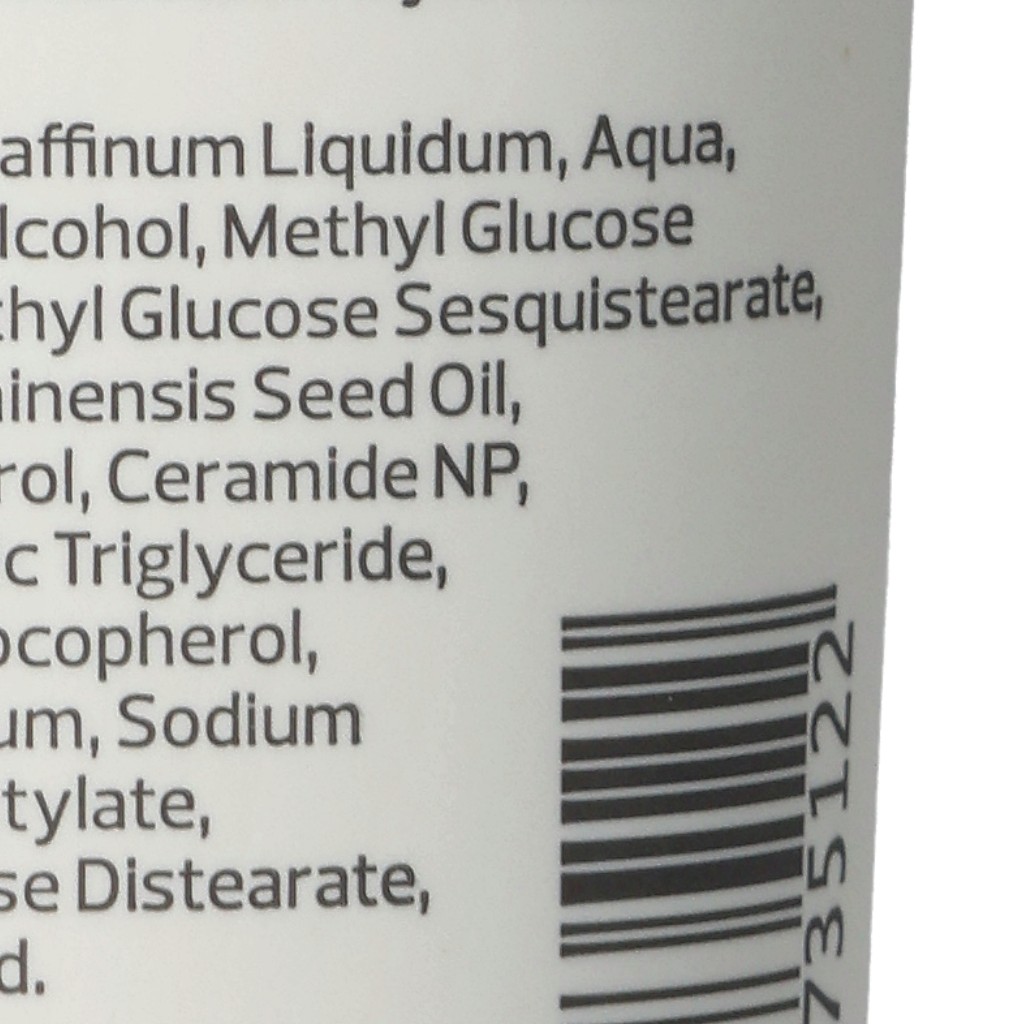 affinum Liquidum, Aqua,
lcohol, Methyl Glucose
thyl Glucose Sesquistearate,
inensis Seed Oil,
rol, Ceramide NP,
c Triglyceride,
ocopherol,
um, Sodium
tylate,
se Distearate,
d.
735122